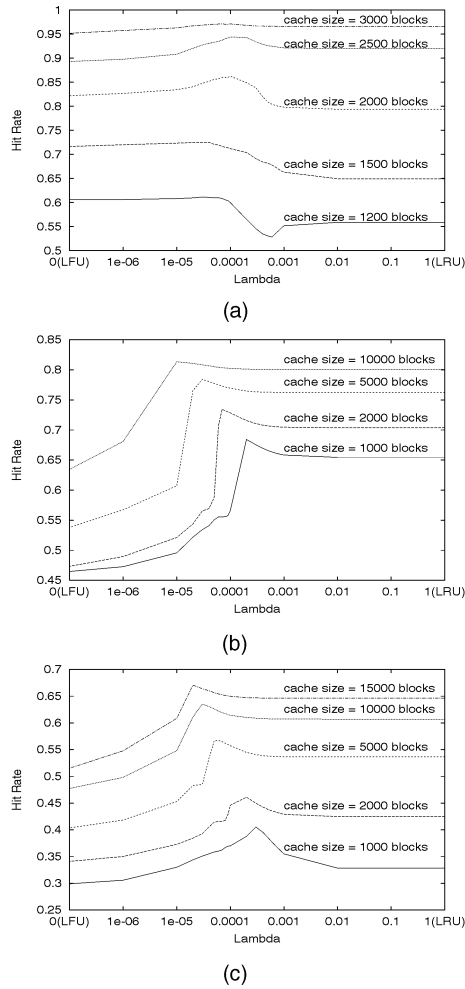 1
0.95
0.9
0.85
0.8
0.75
0.7
0.65
0.6
0.55
0.5
Hit Rate
cache size = 3000 blocks
cache size = 2500 blocks
cache size = 2000 blocks
cache size = 1500 blocks
cache size = 1200 blocks
0(LFU) 1e-06 1e-05 0.0001 0.001 0.01 0.1 1(LRU)
Lambda
(a)
0.85
0.8
0.75
0.7
0.65
0.6
0.55
0.5
0.45
Hit Rate
cache size = 10000 blocks
cache size = 5000 blocks
cache size = 2000 blocks
cache size = 1000 blocks
0(LFU) 1e-06 1e-05 0.0001 0.001 0.01 0.1 1(LRU)
Lambda
(b)
0.7
0.65
0.6
0.55
0.5
0.45
0.4
0.35
0.3
0.25
Hit Rate
cache size = 15000 blocks
cache size = 10000 blocks
cache size = 5000 blocks
cache size = 2000 blocks
cache size = 1000 blocks
0(LFU) 1e-06 1e-05 0.0001 0.001 0.01 0.1 1(LRU)
Lambda
(c)